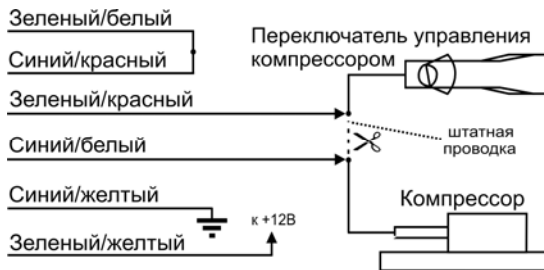 Зеленый/белый
Синий/красный
Зеленый/красный
Синий/белый
Синий/желтый
Зеленый/желтый
к +12В
Переключатель управления
компрессором
штатная
проводка
Компрессор